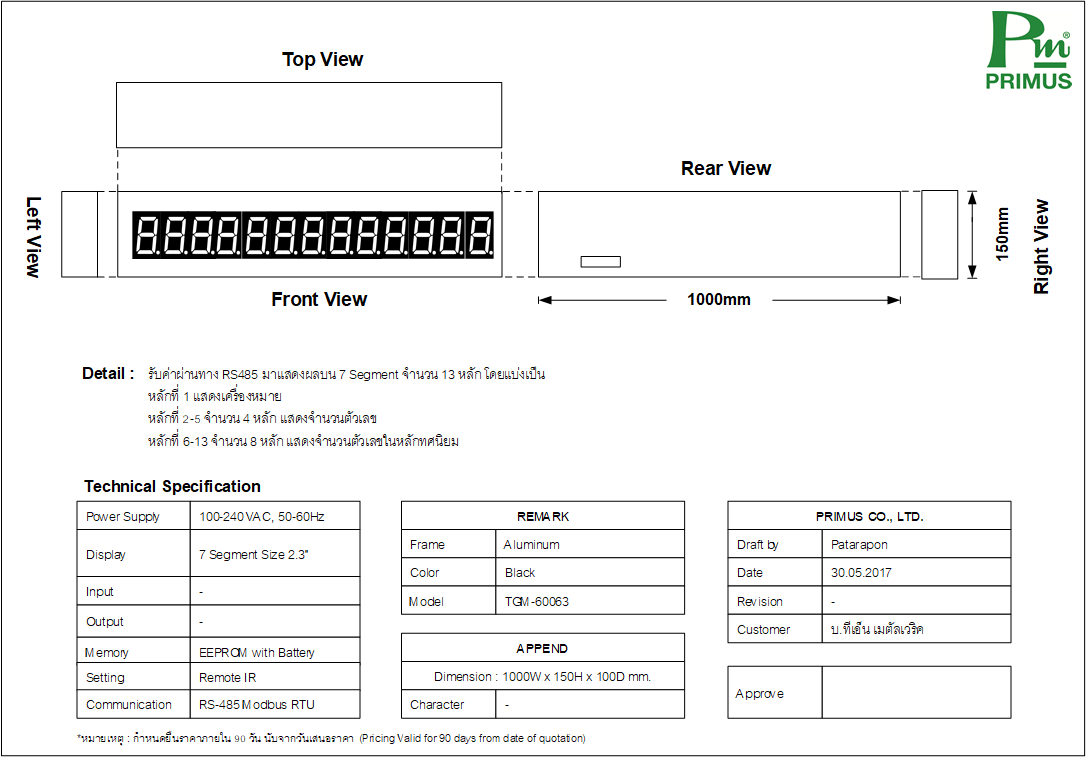 Pm®
PRIMUS
Top View
Rear View
Left View
8888888888888.
150mm
Right View
Front View
1000mm
Detail : รับค่าผ่านทาง RS485 มาแสดงผลบน 7 Segment จำนวน 13 หลัก โดยแบ่งเป็น
หลักที่ 1 แสดงเครื่องหมาย
หลักที่ 2-5 จำนวน 4 หลัก แสดงจำนวนตัวเลข
หลักที่ 6-13 จำนวน 8 หลัก แสดงจำนวนตัวเลขในหลักทศนิยม
Technical Specification
Power Supply 100-240VAC, 50-60Hz
Display 7 Segment Size 2.3"
Input -
Output -
Memory EEPROM with Battery
Setting Remote IR
Communication RS-485 Modbus RTU
REMARK
Frame Aluminum
Color Black
Model TGM-60063
APPEND
Dimension : 1000W x 150H x 100D mm.
Character -
PRIMUS CO., LTD.
Draft by Patarapon
Date 30.05.2017
Revision -
Customer บ.ทีเอ็น เมตัลเวริค
Approve
*หมายเหตุ : กำหนดยืนราคาภายใน 90 วัน นับจากวันเสนอราคา (Pricing Valid for 90 days from date of quotation)